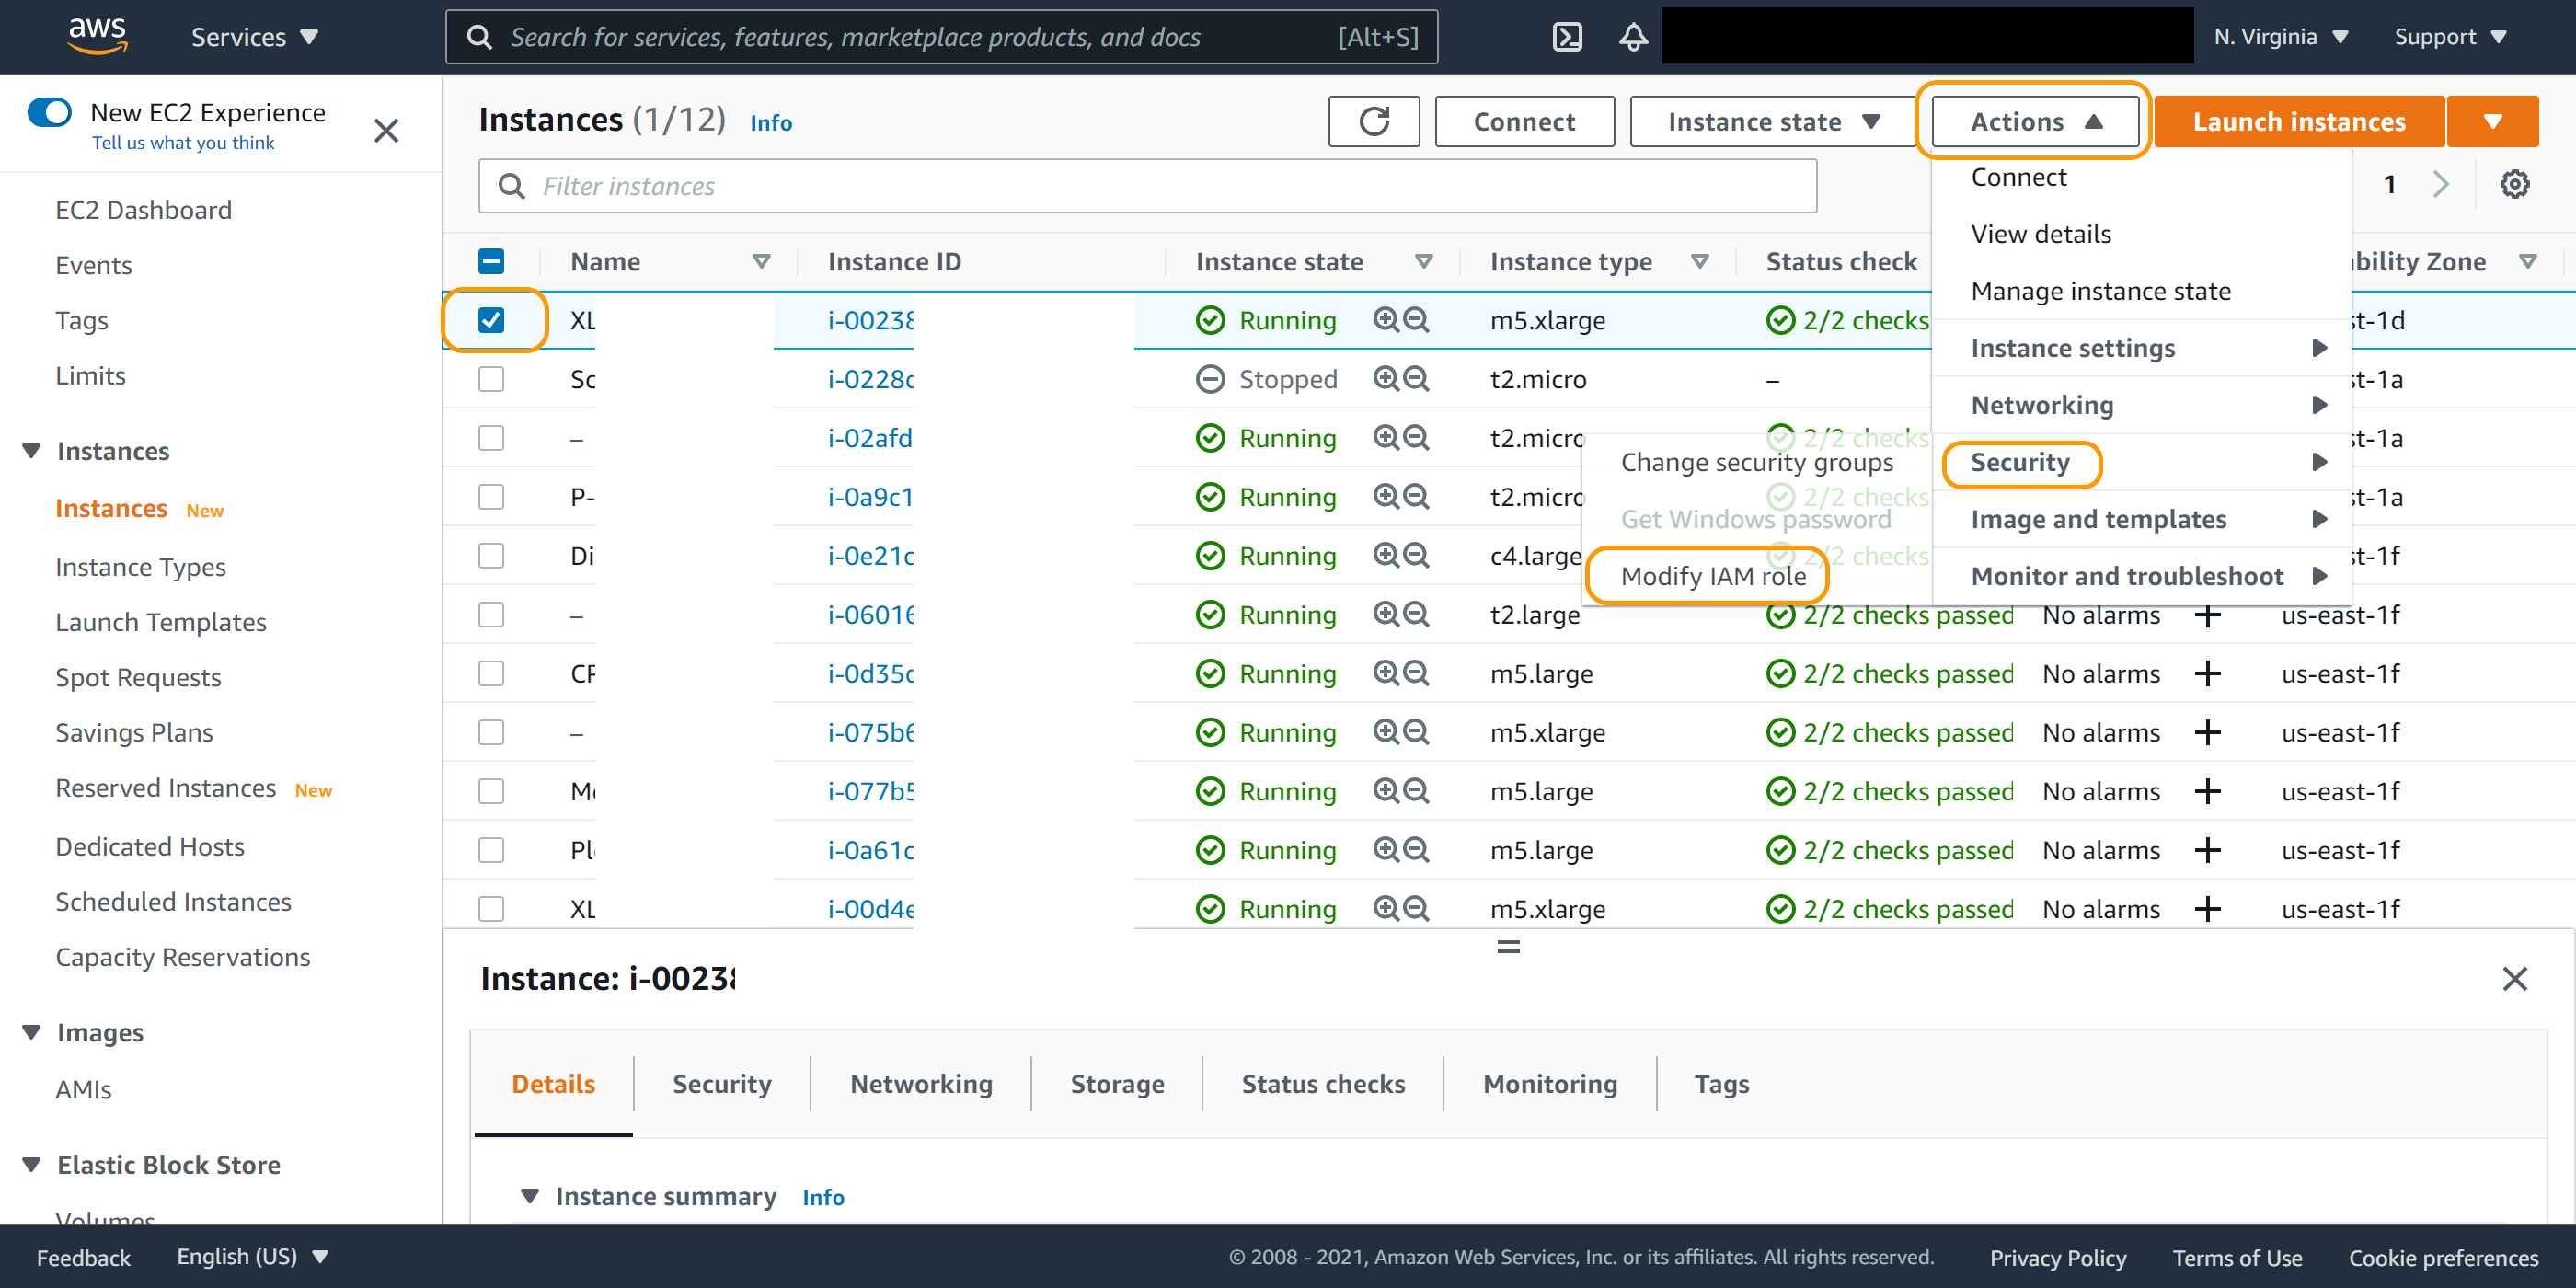 aws Services Search for services, features, marketplace products, and docs [Alt+S] N. Virginia Support
New EC2 Experience
Tell us what you think
EC2 Dashboard
Events
Tags
Limits
Instances
Instances New
Instance Types
Launch Templates
Spot Requests
Savings Plans
Reserved Instances New
Dedicated Hosts
Scheduled Instances
Capacity Reservations
Images
AMIs
Elastic Block Store
Volumes
Instances (1/12) Info Connect Instance state Actions Launch instances
Filter instances 1
Name Instance ID Instance state Instance type Status check bility Zone
XL i-00238 Running m5.xlarge 2/2 checks st-1d
Sc i-0228c Stopped t2.micro – st-1a
– i-02afd Running t2.micro 2/2 checks st-1a
P- i-0a9c1 Running t2.micro 2/2 checks st-1a
Di i-0e21c Running c4.large 2/2 checks st-1f
– i-06016 Running t2.large 2/2 checks passed No alarms us-east-1f
CF i-0d35c Running m5.large 2/2 checks passed No alarms us-east-1f
– i-075b6 Running m5.xlarge 2/2 checks passed No alarms us-east-1f
Mo i-077b5 Running m5.large 2/2 checks passed No alarms us-east-1f
Pl i-0a61c Running m5.large 2/2 checks passed No alarms us-east-1f
XL i-00d4e Running m5.xlarge 2/2 checks passed No alarms us-east-1f
Connect
View details
Manage instance state
Instance settings
Networking
Security
Image and templates
Monitor and troubleshoot
Change security groups
Get Windows password
Modify IAM role
Instance: i-00238
Details Security Networking Storage Status checks Monitoring Tags
Instance summary Info
Feedback English (US) © 2008 - 2021, Amazon Web Services, Inc. or its affiliates. All rights reserved. Privacy Policy Terms of Use Cookie preferences